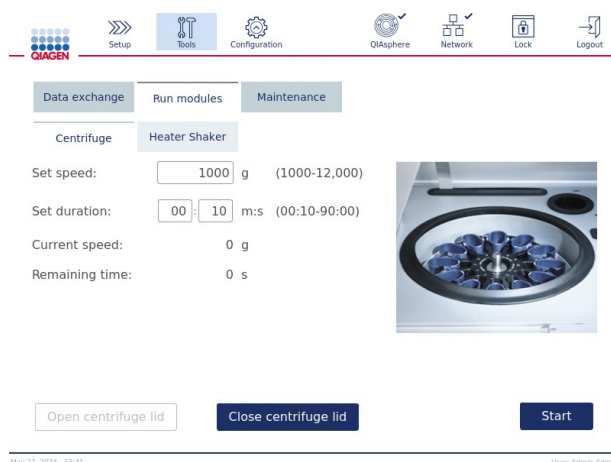 QIAGEN
Setup
Tools
Configuration
QIAsphere
Network
Lock
Logout
Data exchange
Run modules
Maintenance
Centrifuge
Heater Shaker
Set speed: 1000 g (1000-12,000)
Set duration: 00 : 10 m:s (00:10-90:00)
Current speed: 0 g
Remaining time: 0 s
Open centrifuge lid
Close centrifuge lid
Start